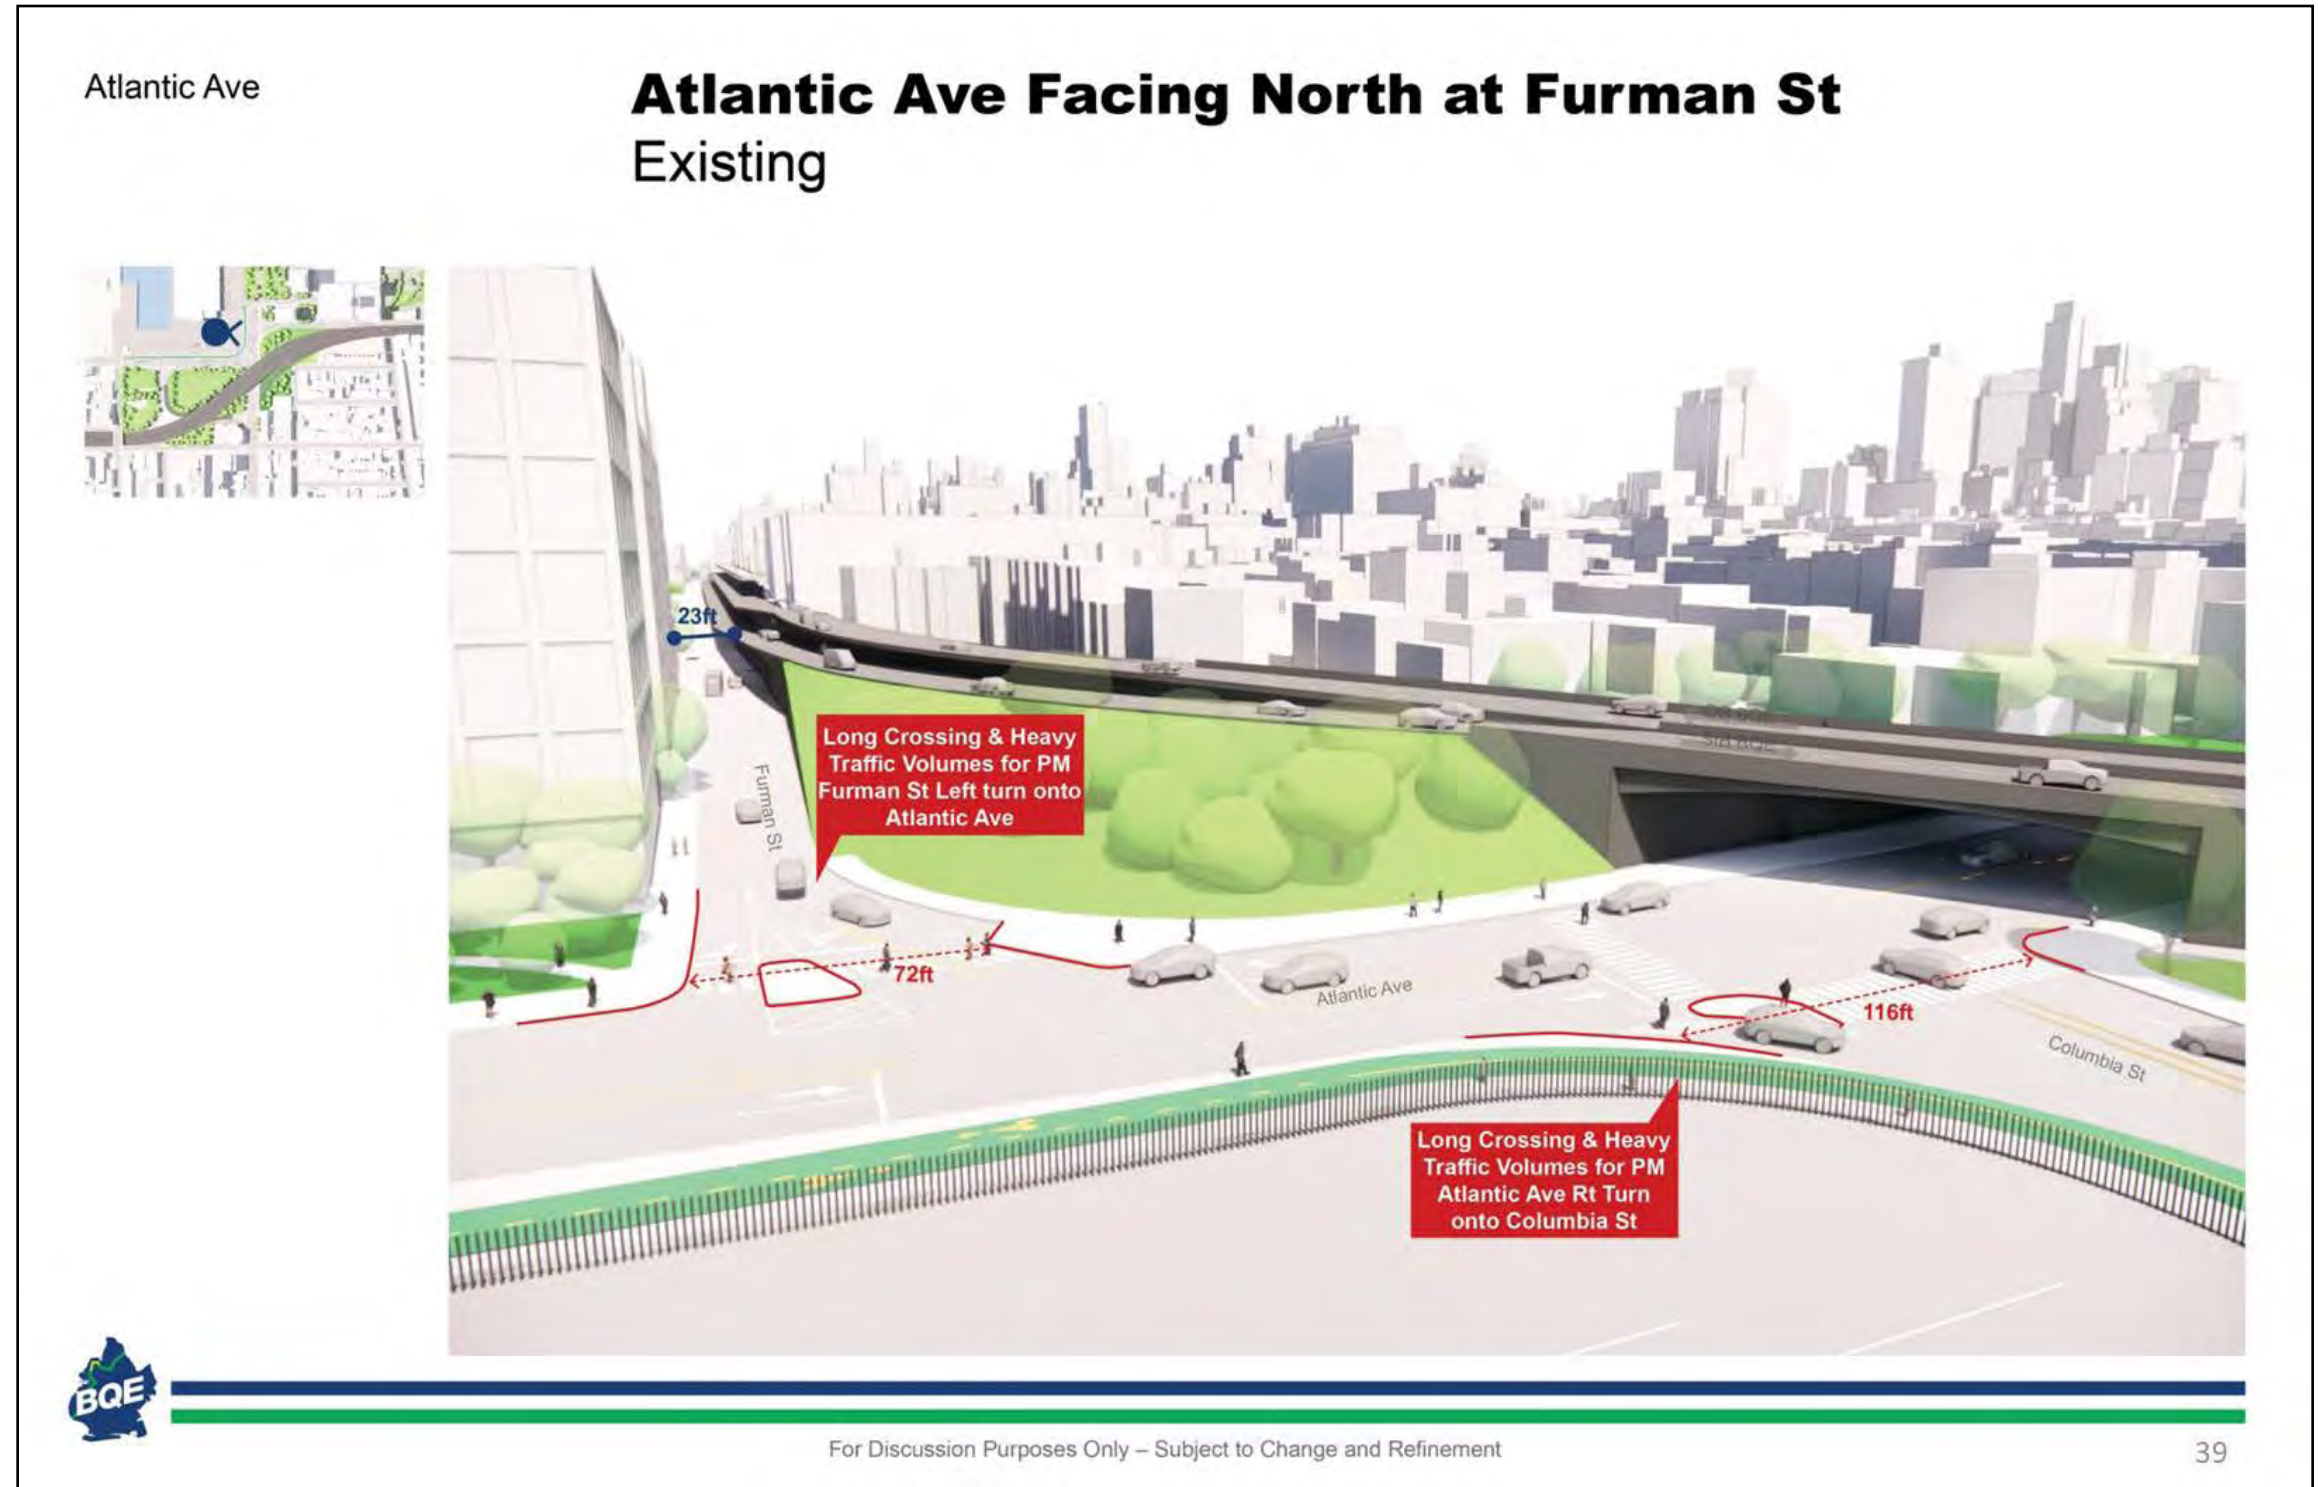 Atlantic Ave
Atlantic Ave Facing North at Furman St
Existing
23ft
Long Crossing & Heavy
Traffic Volumes for PM
Furman St Left turn onto
Atlantic Ave
Furman St
72ft
Atlantic Ave
116ft
Columbia St
Long Crossing & Heavy
Traffic Volumes for PM
Atlantic Ave Rt Turn
onto Columbia St
BQE
For Discussion Purposes Only – Subject to Change and Refinement
39